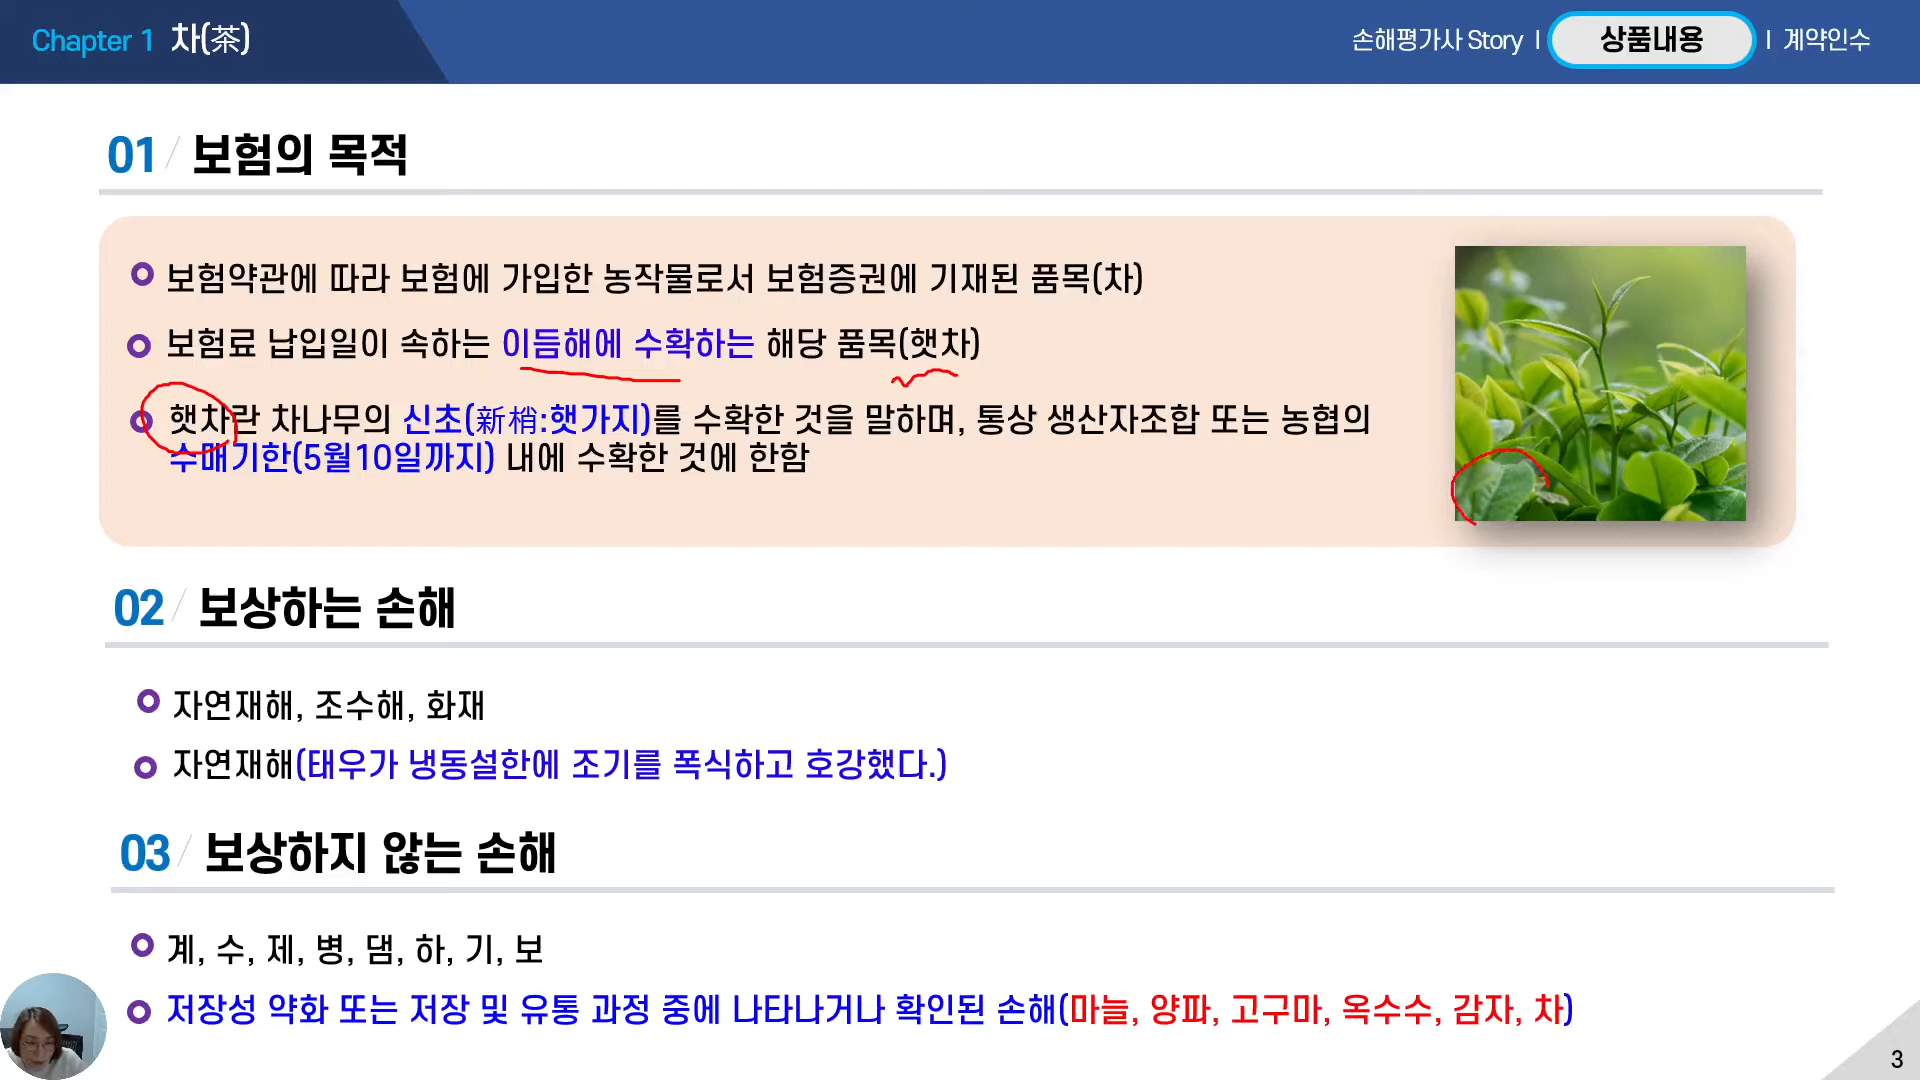 Chapter 1 차(茶)
손해평가사 Story | 상품내용 | 계약인수
01 / 보험의 목적
보험약관에 따라 보험에 가입한 농작물로서 보험증권에 기재된 품목(차)
보험료 납입일이 속하는 이듬해에 수확하는 해당 품목(햇차)
햇차란 차나무의 신초(新梢:햇가지)를 수확한 것을 말하며, 통상 생산자조합 또는 농협의
수매기한(5월10일까지) 내에 수확한 것에 한함
02 / 보상하는 손해
자연재해, 조수해, 화재
자연재해(태우가 냉동설한에 조기를 폭식하고 호강했다.)
03 / 보상하지 않는 손해
계, 수, 제, 병, 댐, 하, 기, 보
저장성 약화 또는 저장 및 유통 과정 중에 나타나거나 확인된 손해(마늘, 양파, 고구마, 옥수수, 감자, 차)
3